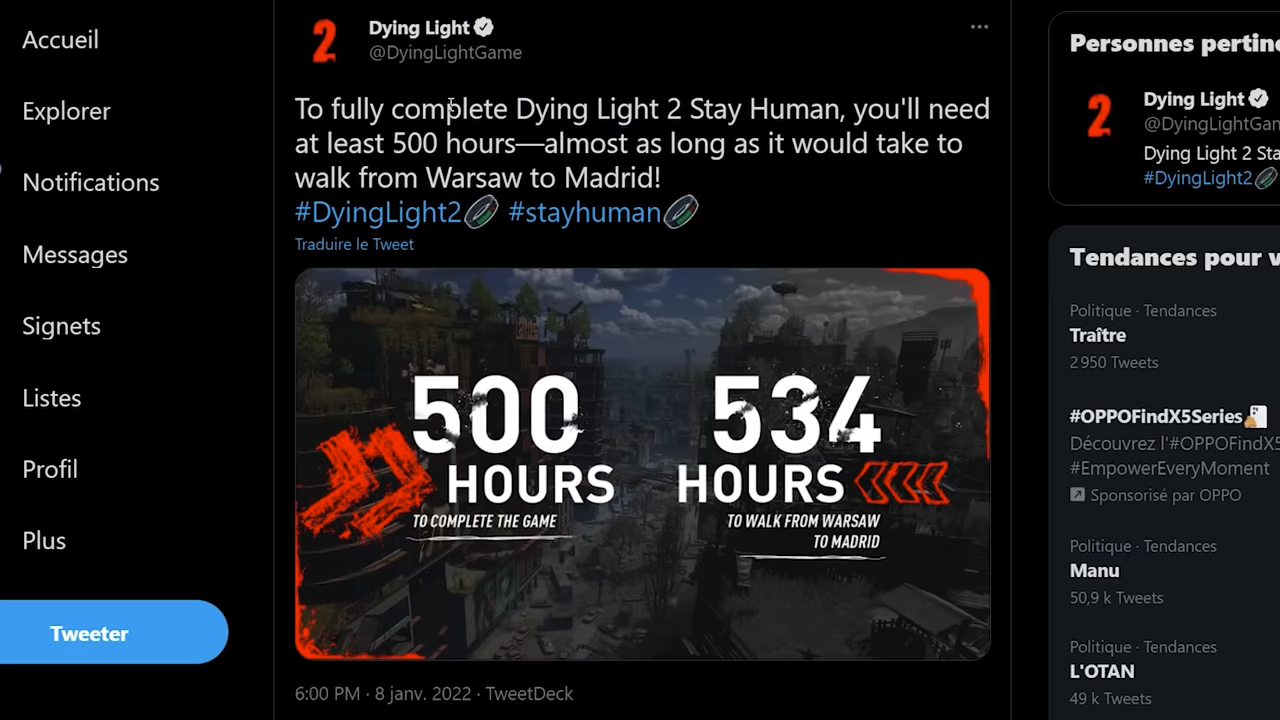 Accueil
Explorer
Notifications
Messages
Signets
Listes
Profil
Plus
Tweeter
2
Dying Light
@DyingLightGame
To fully complete Dying Light 2 Stay Human, you'll need
at least 500 hours—almost as long as it would take to
walk from Warsaw to Madrid!
#DyingLight2 #stayhuman
Traduire le Tweet
500
HOURS
TO COMPLETE THE GAME
534
HOURS
TO WALK FROM WARSAW
TO MADRID
6:00 PM · 8 janv. 2022 · TweetDeck
Personnes pertine
2
Dying Light
@DyingLightGan
Dying Light 2 Sta
#DyingLight2
Tendances pour v
Politique · Tendances
Traître
2 950 Tweets
#OPPOFindX5Series
Découvrez l'#OPPOFindX5
#EmpowerEveryMoment
Sponsorisé par OPPO
Politique · Tendances
Manu
50,9 k Tweets
Politique · Tendances
L'OTAN
49 k Tweets